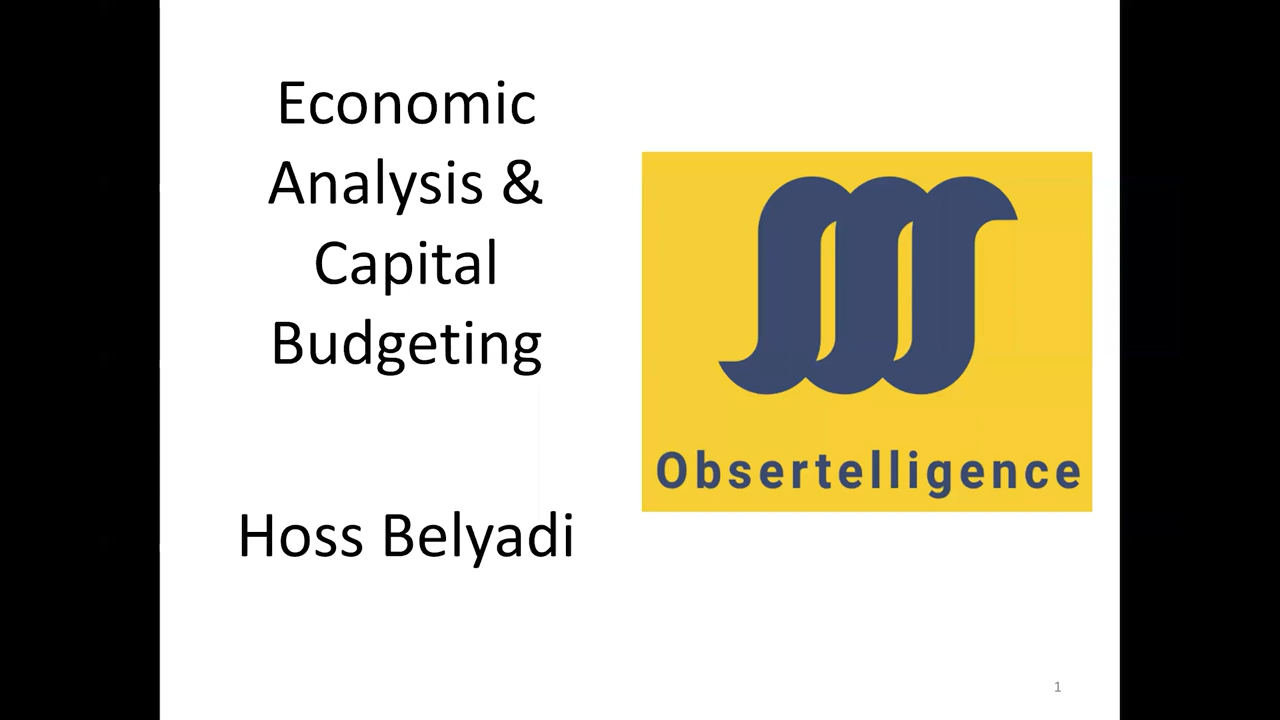 Economic
Analysis &
Capital
Budgeting
Hoss Belyadi
Obsertelligence
1